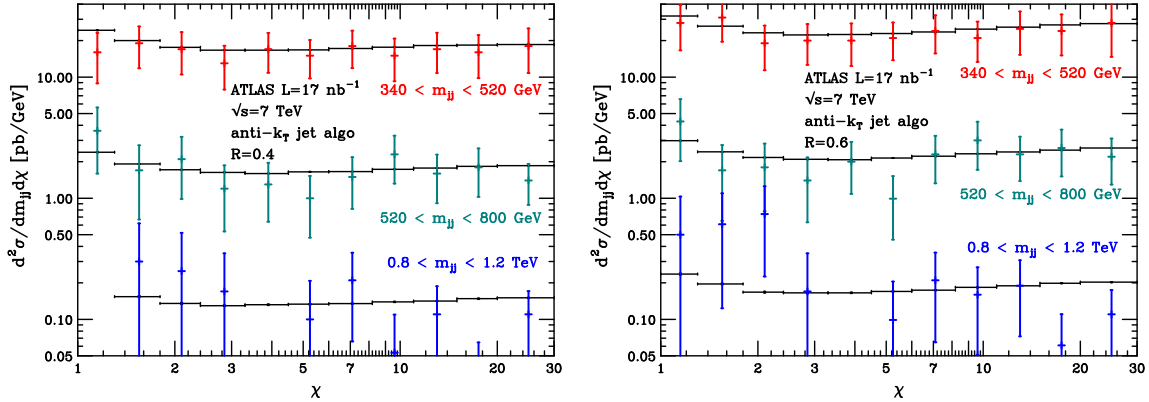 d²σ/dm_jj dχ [pb/GeV]
10.00
5.00
1.00
0.50
0.10
0.05
ATLAS L=17 nb⁻¹
√s=7 TeV
anti-k_T jet algo
R=0.4
340 < m_jj < 520 GeV
520 < m_jj < 800 GeV
0.8 < m_jj < 1.2 TeV
1 2 3 5 7 10 20 30
χ
d²σ/dm_jj dχ [pb/GeV]
10.00
5.00
1.00
0.50
0.10
0.05
ATLAS L=17 nb⁻¹
√s=7 TeV
anti-k_T jet algo
R=0.6
340 < m_jj < 520 GeV
520 < m_jj < 800 GeV
0.8 < m_jj < 1.2 TeV
1 2 3 5 7 10 20 30
χ